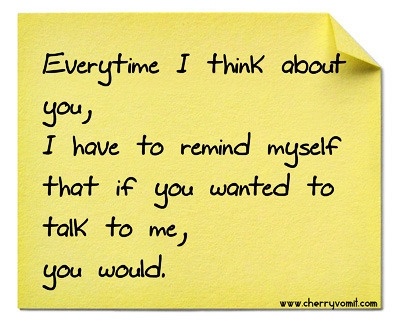 Everytime I think about
you,
I have to remind myself
that if you wanted to
talk to me,
you would.
www.cherryvomit.com